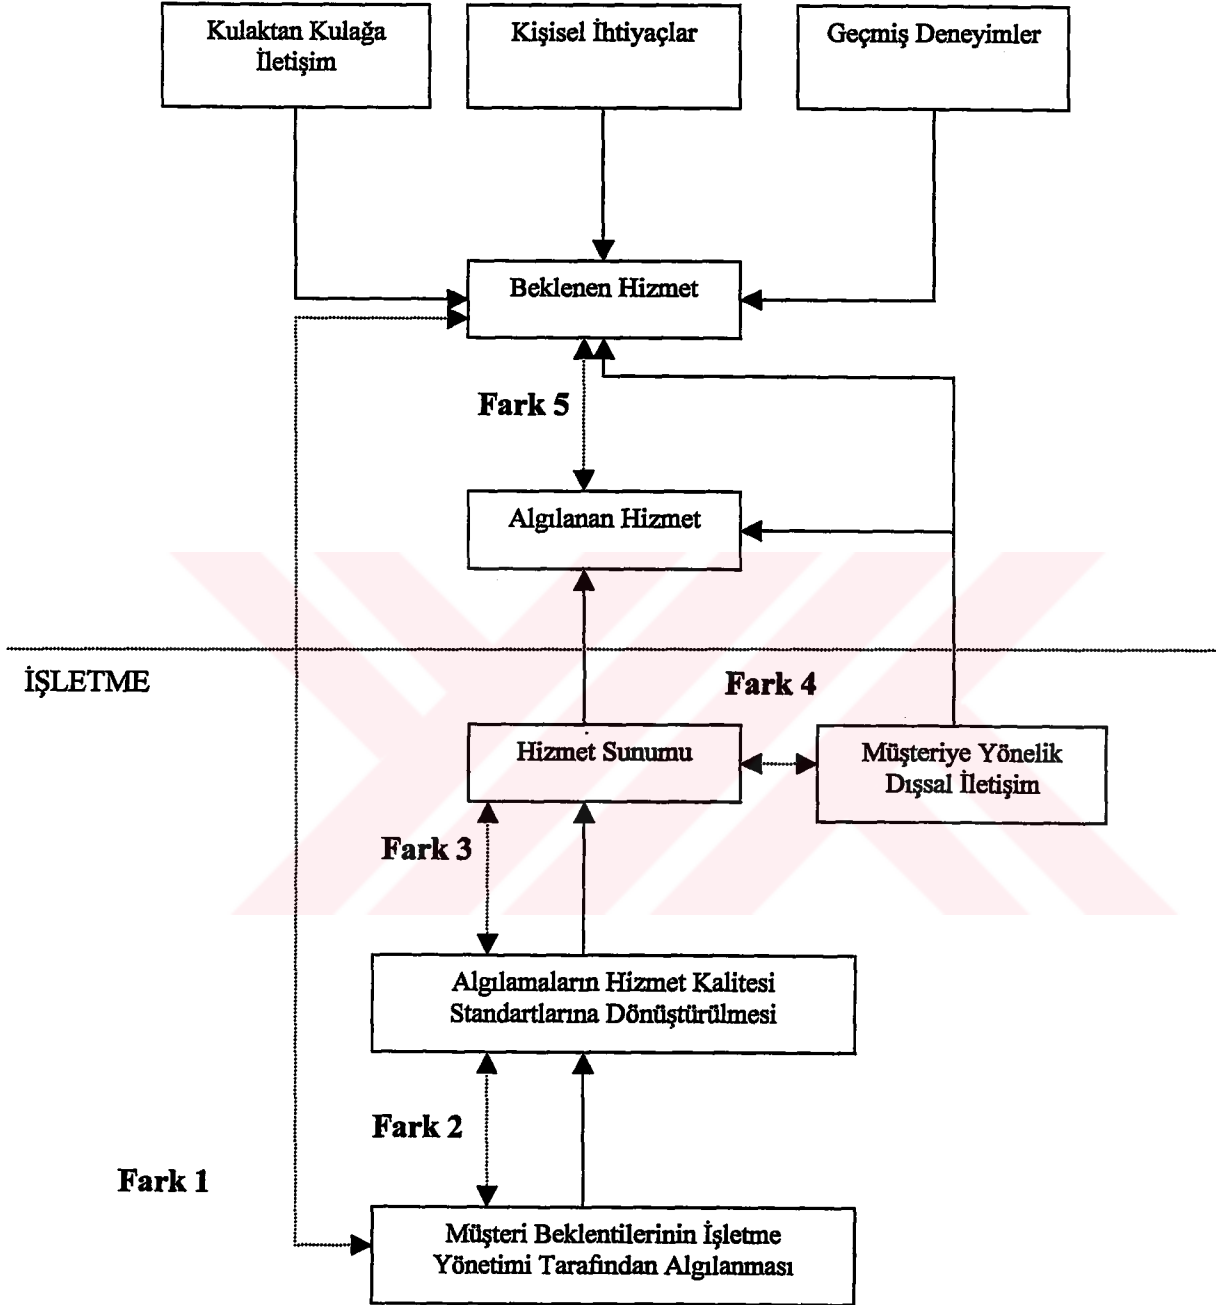 Kulaktan Kulağa
İletişim
Kişisel İhtiyaçlar
Geçmiş Deneyimler
Beklenen Hizmet
Fark 5
Algılanan Hizmet
İŞLETME
Fark 4
Hizmet Sunumu
Müşteriye Yönelik
Dışsal İletişim
Fark 3
Algılamaların Hizmet Kalitesi
Standartlarına Dönüştürülmesi
Fark 2
Fark 1
Müşteri Beklentilerinin İşletme
Yönetimi Tarafından Algılanması